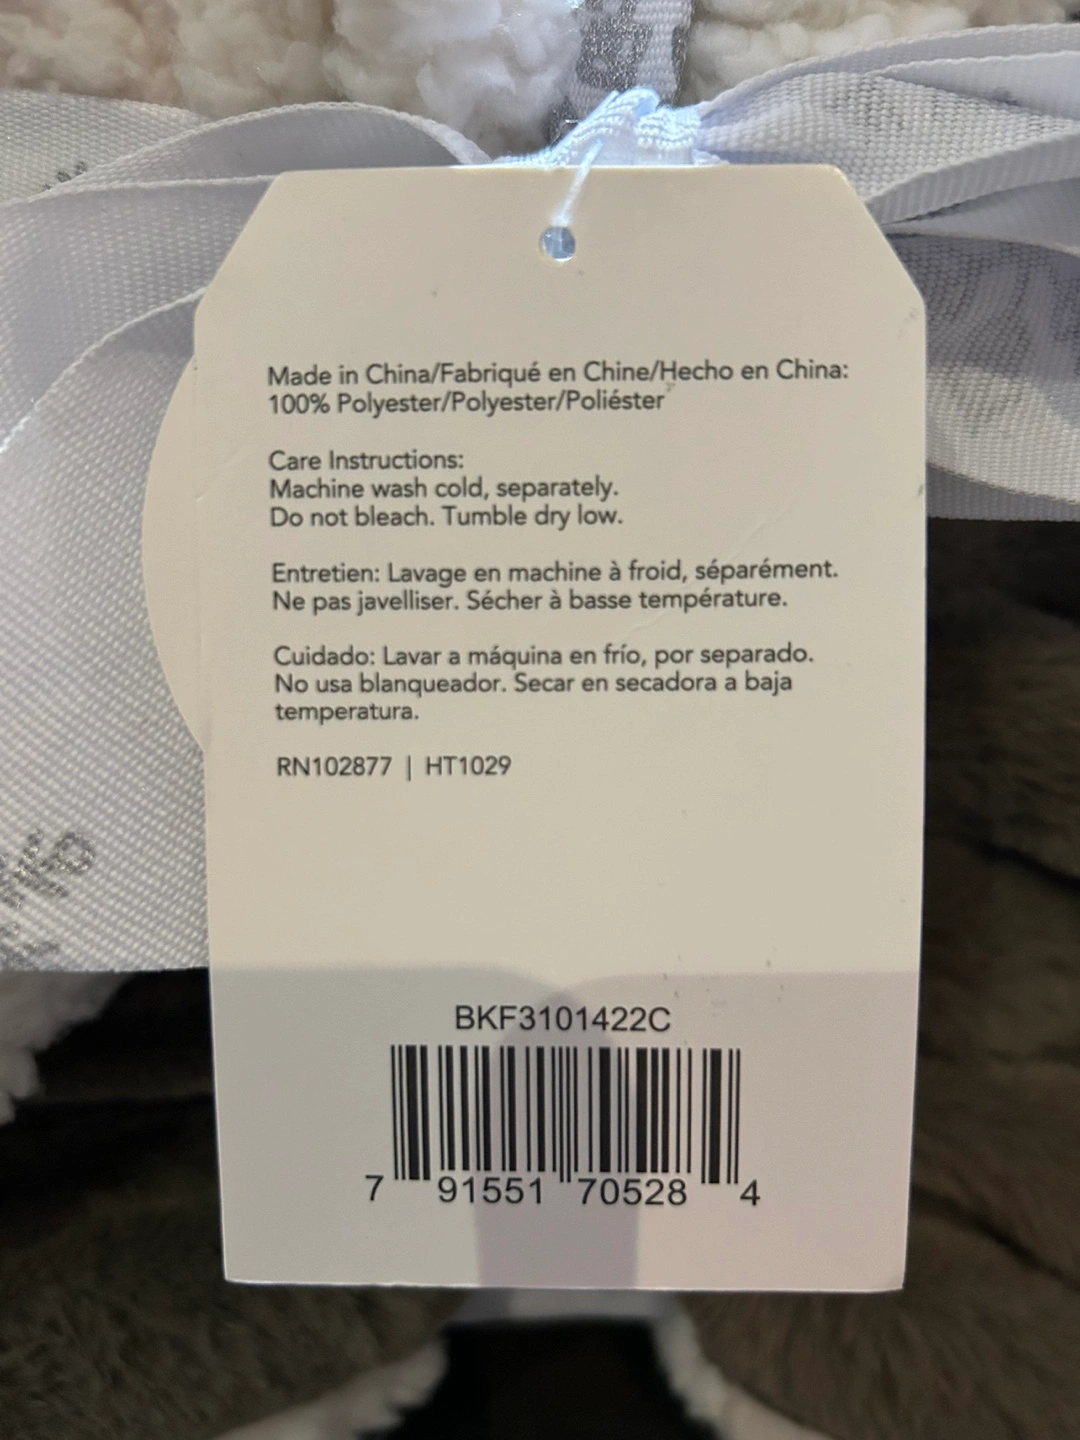 Made in China/Fabriqué en Chine/Hecho en China:
100% Polyester/Polyester/Poliéster
Care Instructions:
Machine wash cold, separately.
Do not bleach. Tumble dry low.
Entretien: Lavage en machine à froid, séparément.
Ne pas javelliser. Sécher à basse température.
Cuidado: Lavar a máquina en frío, por separado.
No usa blanqueador. Secar en secadora a baja
temperatura.
RN102877 | HT1029
BKF3101422C
7 91551 70528 4